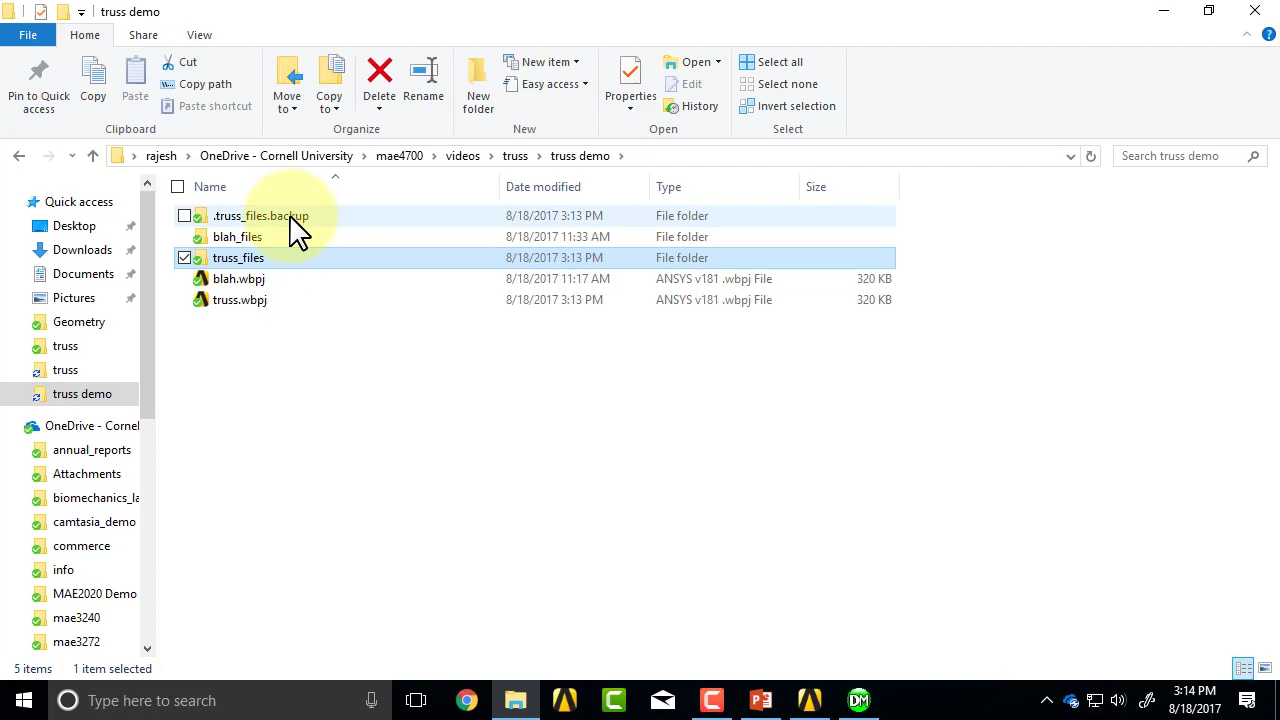 truss demo
File Home Share View
Pin to Quick access
Copy
Paste
Cut
Copy path
Paste shortcut
Clipboard
Move to
Copy to
Delete
Rename
Organize
New folder
New item
Easy access
New
Properties
Open
Edit
History
Open
Select all
Select none
Invert selection
Select
rajesh OneDrive - Cornell University mae4700 videos truss truss demo
Search truss demo
Name Date modified Type Size
.truss_files.backup 8/18/2017 3:13 PM File folder
blah_files 8/18/2017 11:33 AM File folder
truss_files 8/18/2017 3:13 PM File folder
blah.wbpj 8/18/2017 11:17 AM ANSYS v181 .wbpj File 320 KB
truss.wbpj 8/18/2017 3:13 PM ANSYS v181 .wbpj File 320 KB
Quick access
Desktop
Downloads
Documents
Pictures
Geometry
truss
truss
truss demo
OneDrive - Cornel
annual_reports
Attachments
biomechanics_la
camtasia_demo
commerce
info
MAE2020 Demo
mae3240
mae3272
5 items 1 item selected
Type here to search
DM
3:14 PM
8/18/2017